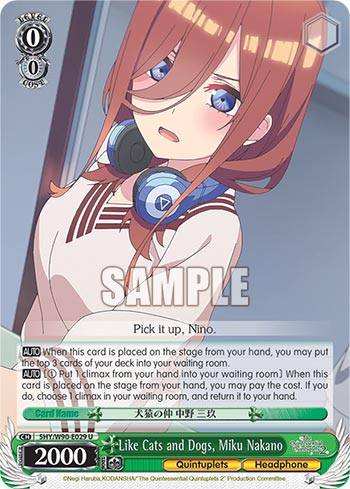 LEVEL
0
0
COST
SAMPLE
Pick it up, Nino.
AUTO When this card is placed on the stage from your hand, you may put
the top 3 cards of your deck into your waiting room.
AUTO [① Put 1 climax from your hand into your waiting room] When this
card is placed on the stage from your hand, you may pay the cost. If you
do, choose 1 climax in your waiting room, and return it to your hand.
Card Name 犬猿の仲 中野 三玖
CH 5HY/W90-E029 U
Like Cats and Dogs, Miku Nakano
2000
Quintuplets Headphone
©Negi Haruba,KODANSHA/"The Quintessential Quintuplets 2" Production Committee.